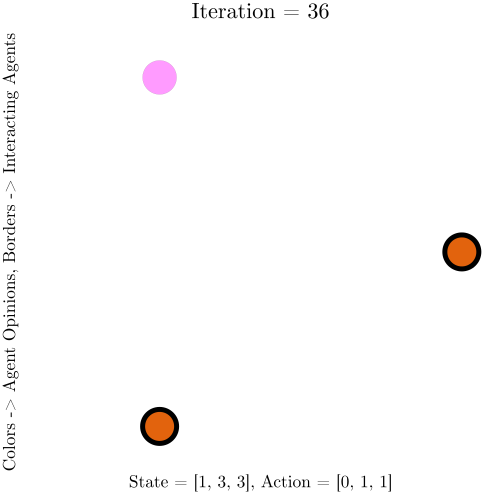 Iteration = 36
Colors -> Agent Opinions, Borders -> Interacting Agents
State = [1, 3, 3], Action = [0, 1, 1]